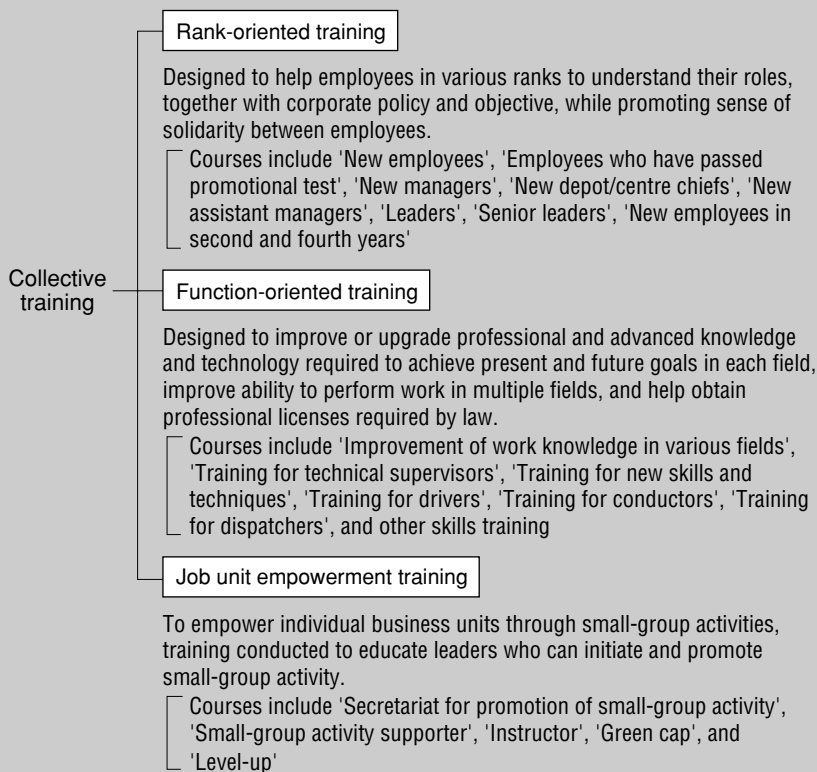 Rank-oriented training
Designed to help employees in various ranks to understand their roles,
together with corporate policy and objective, while promoting sense of
solidarity between employees.
Courses include 'New employees', 'Employees who have passed
promotional test', 'New managers', 'New depot/centre chiefs', 'New
assistant managers', 'Leaders', 'Senior leaders', 'New employees in
second and fourth years'
Collective
training
Function-oriented training
Designed to improve or upgrade professional and advanced knowledge
and technology required to achieve present and future goals in each field,
improve ability to perform work in multiple fields, and help obtain
professional licenses required by law.
Courses include 'Improvement of work knowledge in various fields',
'Training for technical supervisors', 'Training for new skills and
techniques', 'Training for drivers', 'Training for conductors', 'Training
for dispatchers', and other skills training
Job unit empowerment training
To empower individual business units through small-group activities,
training conducted to educate leaders who can initiate and promote
small-group activity.
Courses include 'Secretariat for promotion of small-group activity',
'Small-group activity supporter', 'Instructor', 'Green cap', and
'Level-up'